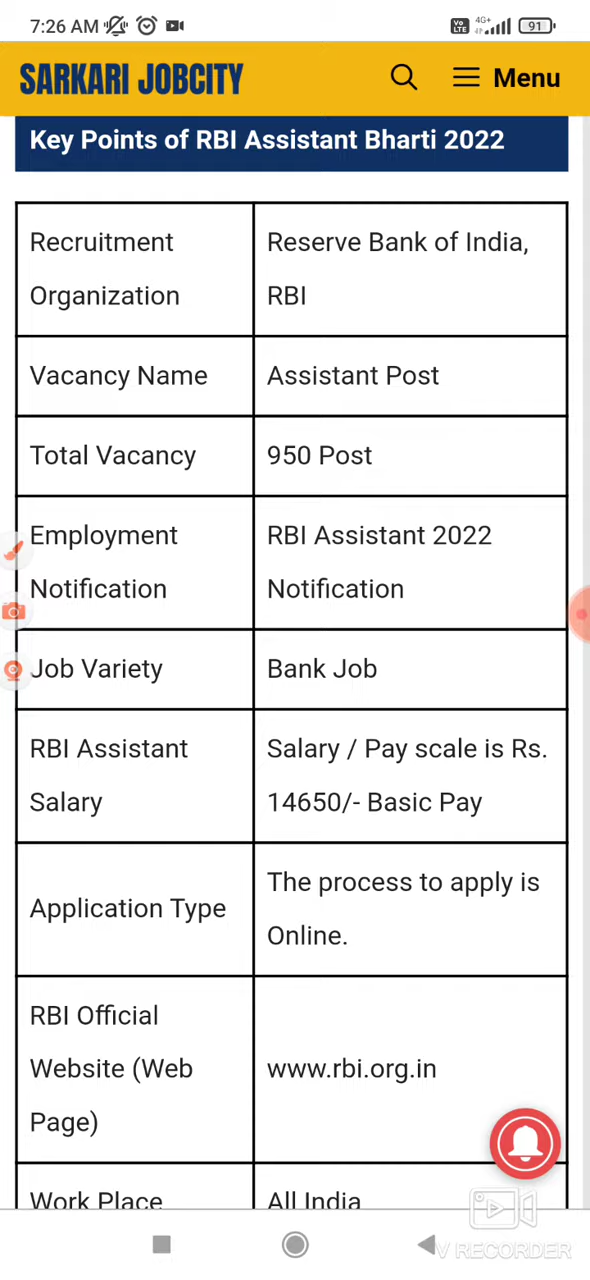 7:26 AM
Vo
LTE
4G+
91
SARKARI JOBCITY
Menu
Key Points of RBI Assistant Bharti 2022
Recruitment
Organization
Reserve Bank of India,
RBI
Vacancy Name
Assistant Post
Total Vacancy
950 Post
Employment
Notification
RBI Assistant 2022
Notification
Job Variety
Bank Job
RBI Assistant
Salary
Salary / Pay scale is Rs.
14650/- Basic Pay
Application Type
The process to apply is
Online.
RBI Official
Website (Web
Page)
www.rbi.org.in
Work Place
All India
V RECORDER